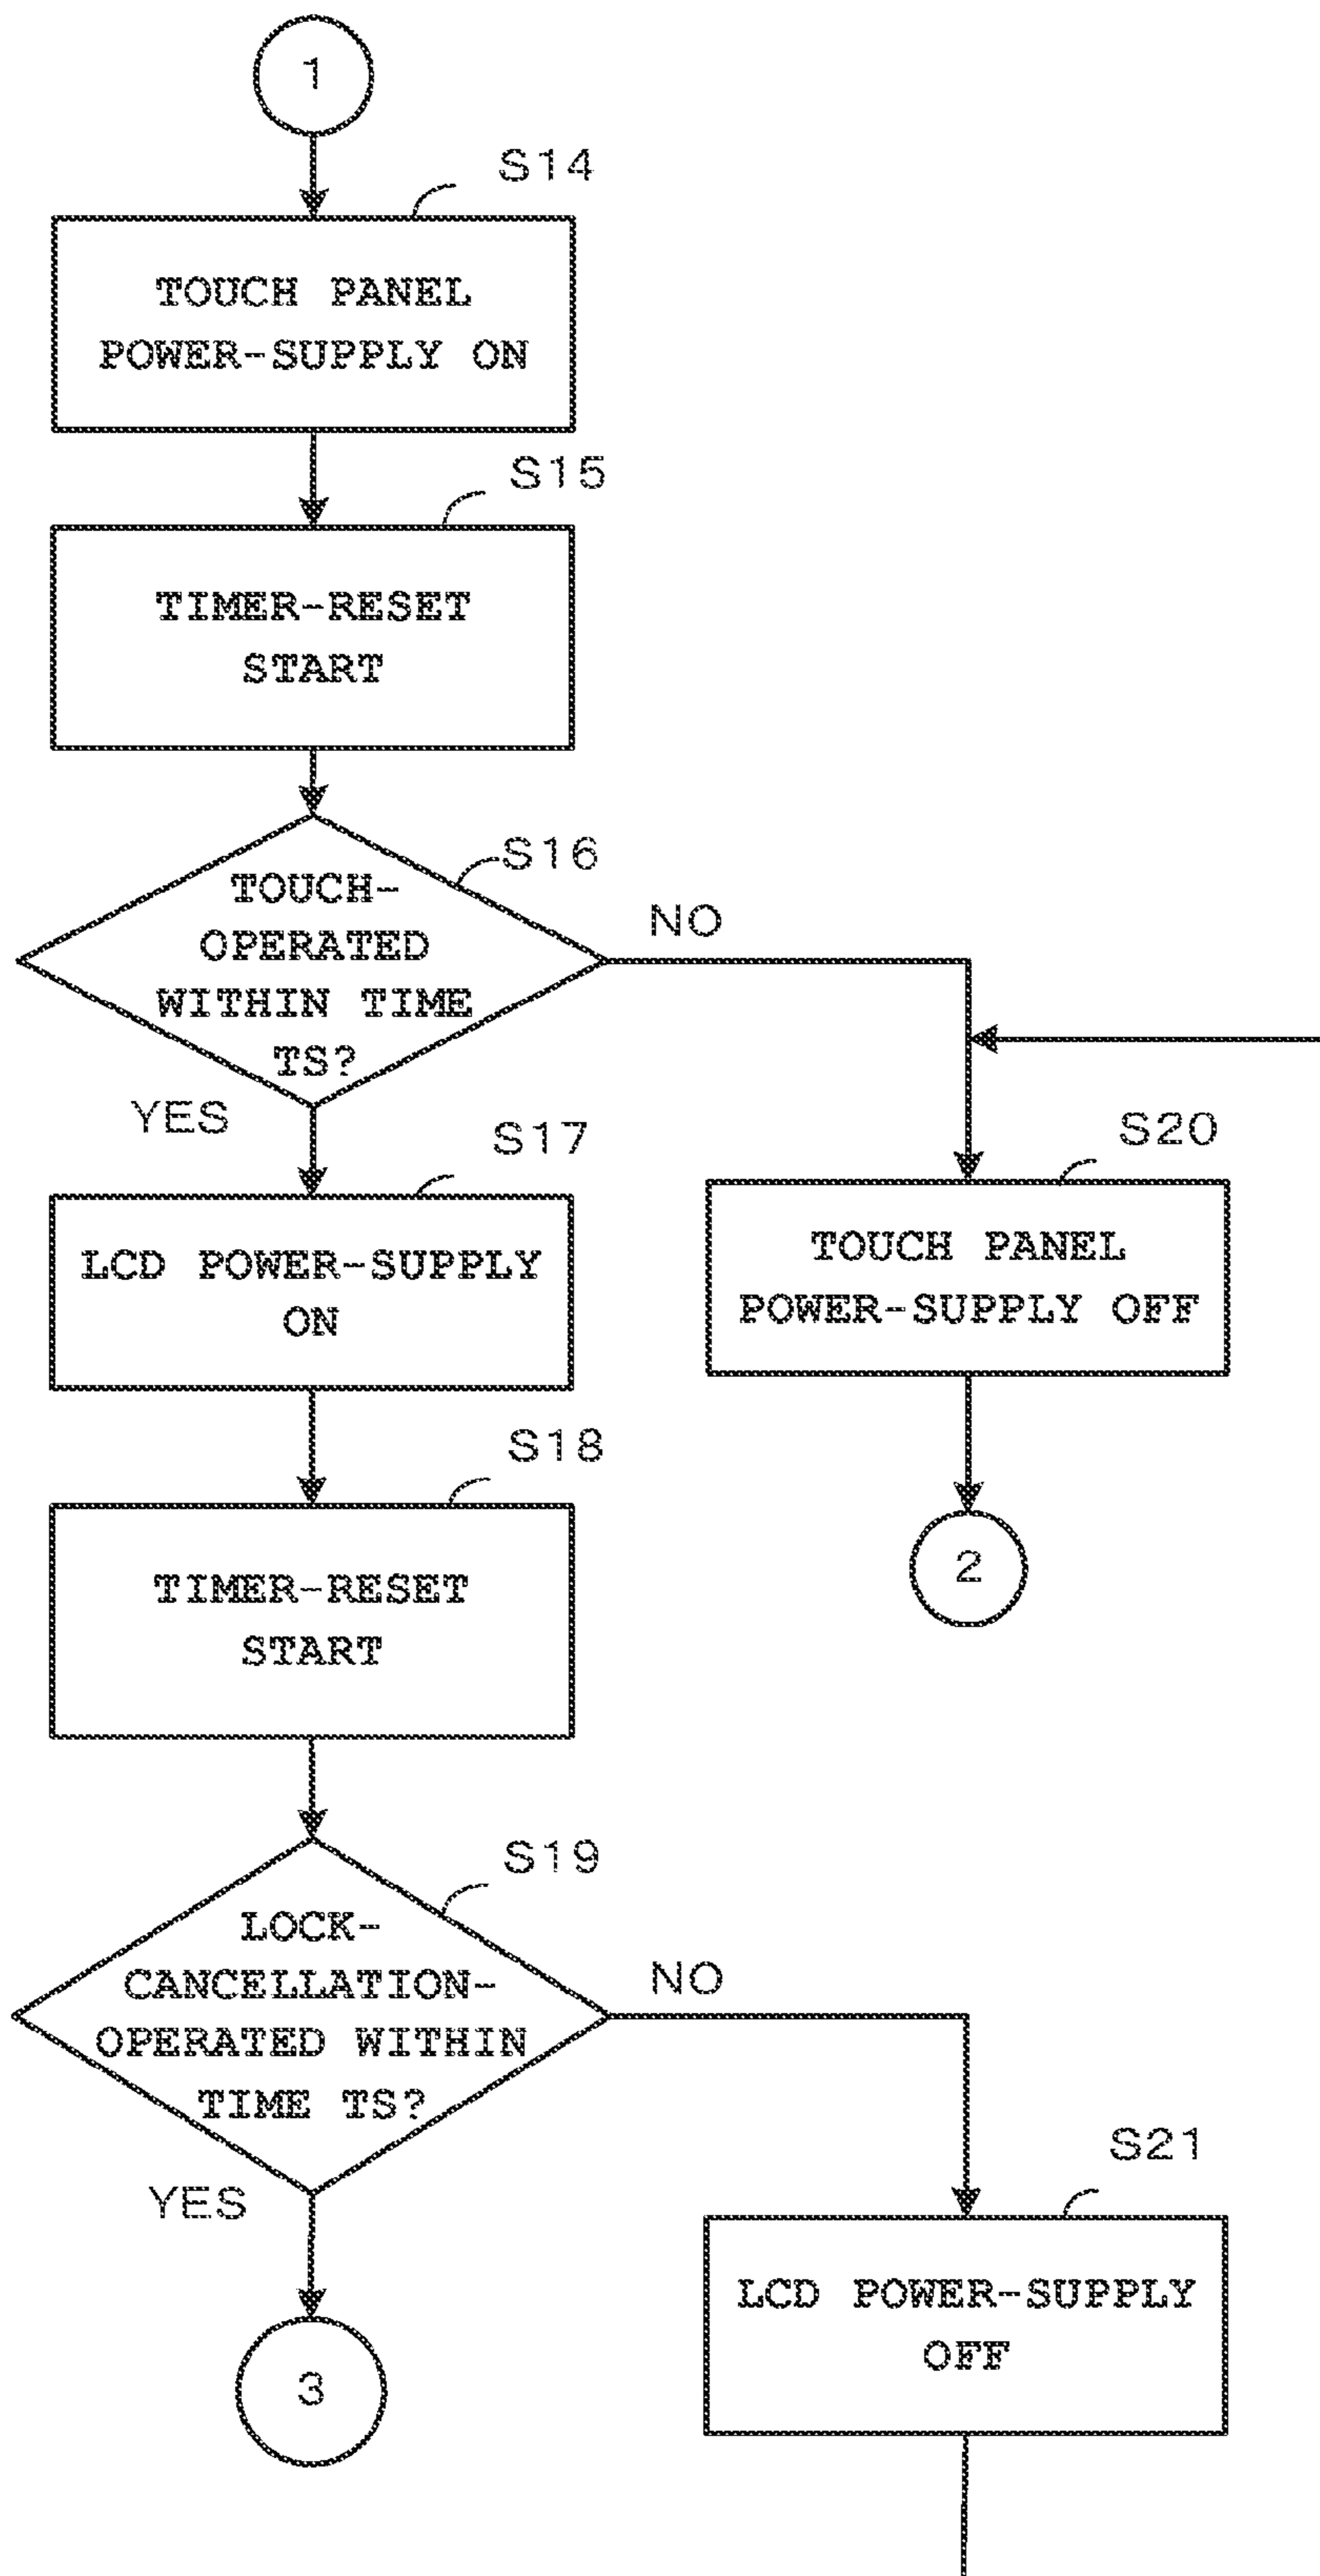 1
S14
TOUCH PANEL
POWER-SUPPLY ON
S15
TIMER-RESET
START
S16
TOUCH-
OPERATED
WITHIN TIME
TS?
NO
YES
S17
LCD POWER-SUPPLY
ON
S20
TOUCH PANEL
POWER-SUPPLY OFF
2
S18
TIMER-RESET
START
S19
LOCK-
CANCELLATION-
OPERATED WITHIN
TIME TS?
NO
YES
3
S21
LCD POWER-SUPPLY
OFF